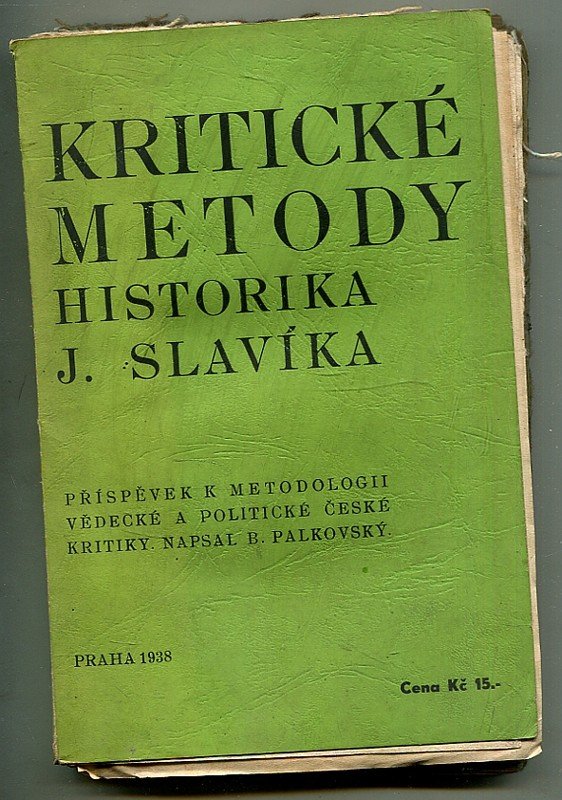 KRITICKÉ
METODY
HISTORIKA
J. SLAVÍKA
PŘÍSPĚVEK K METODOLOGII
VĚDECKÉ A POLITICKÉ ČESKÉ
KRITIKY. NAPSAL B. PALKOVSKÝ.
PRAHA 1938
Cena Kč 15.-